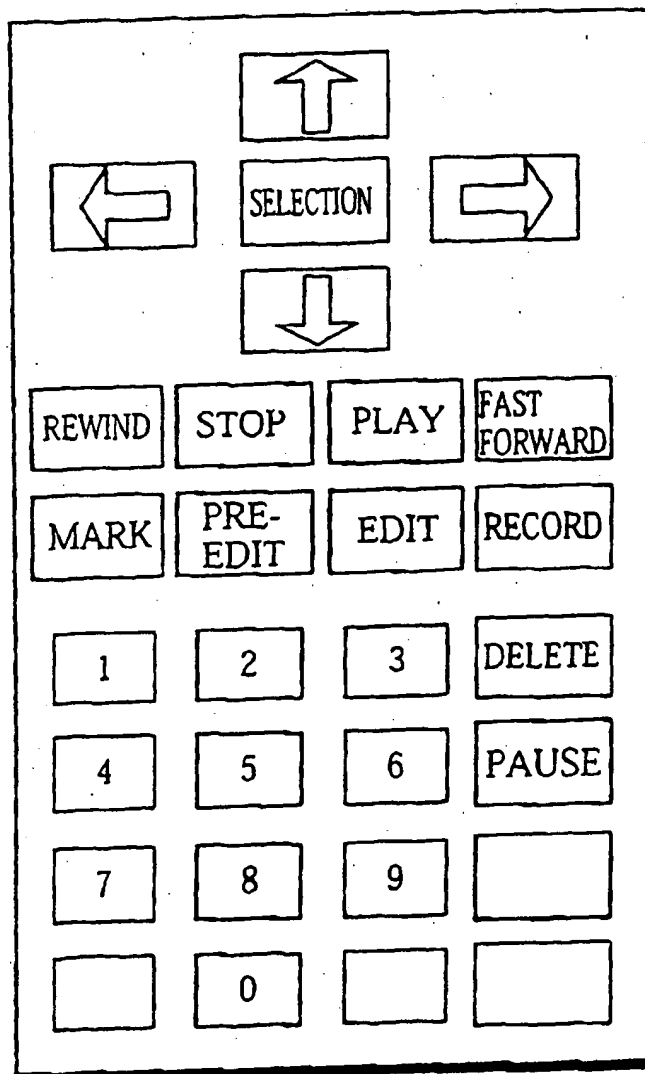 SELECTION
REWIND
STOP
PLAY
FAST
FORWARD
MARK
PRE-
EDIT
EDIT
RECORD
1
2
3
DELETE
4
5
6
PAUSE
7
8
9
0